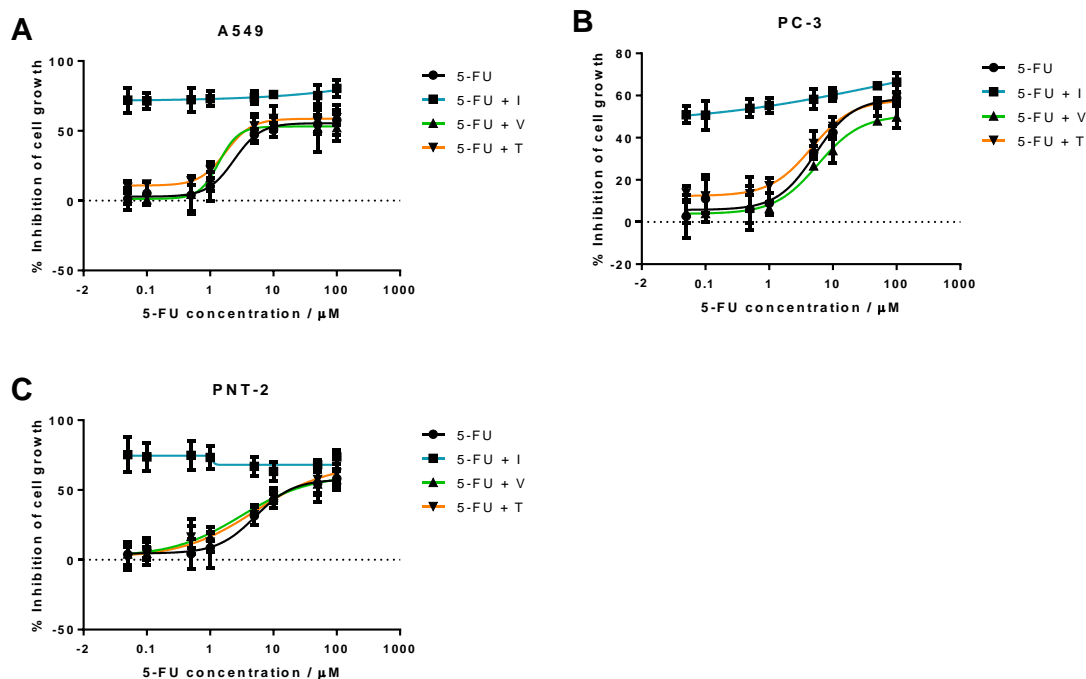 A
A549
% Inhibition of cell growth
100
50
0
-50
-2
0.1
1
10
100
1000
5-FU concentration / µM
5-FU
5-FU + I
5-FU + V
5-FU + T
B
PC-3
% Inhibition of cell growth
80
60
40
20
0
-20
-2
0.1
1
10
100
1000
5-FU concentration / µM
5-FU
5-FU + I
5-FU + V
5-FU + T
C
PNT-2
% Inhibition of cell growth
100
50
0
-50
-2
0.1
1
10
100
1000
5-FU concentration / µM
5-FU
5-FU + I
5-FU + V
5-FU + T